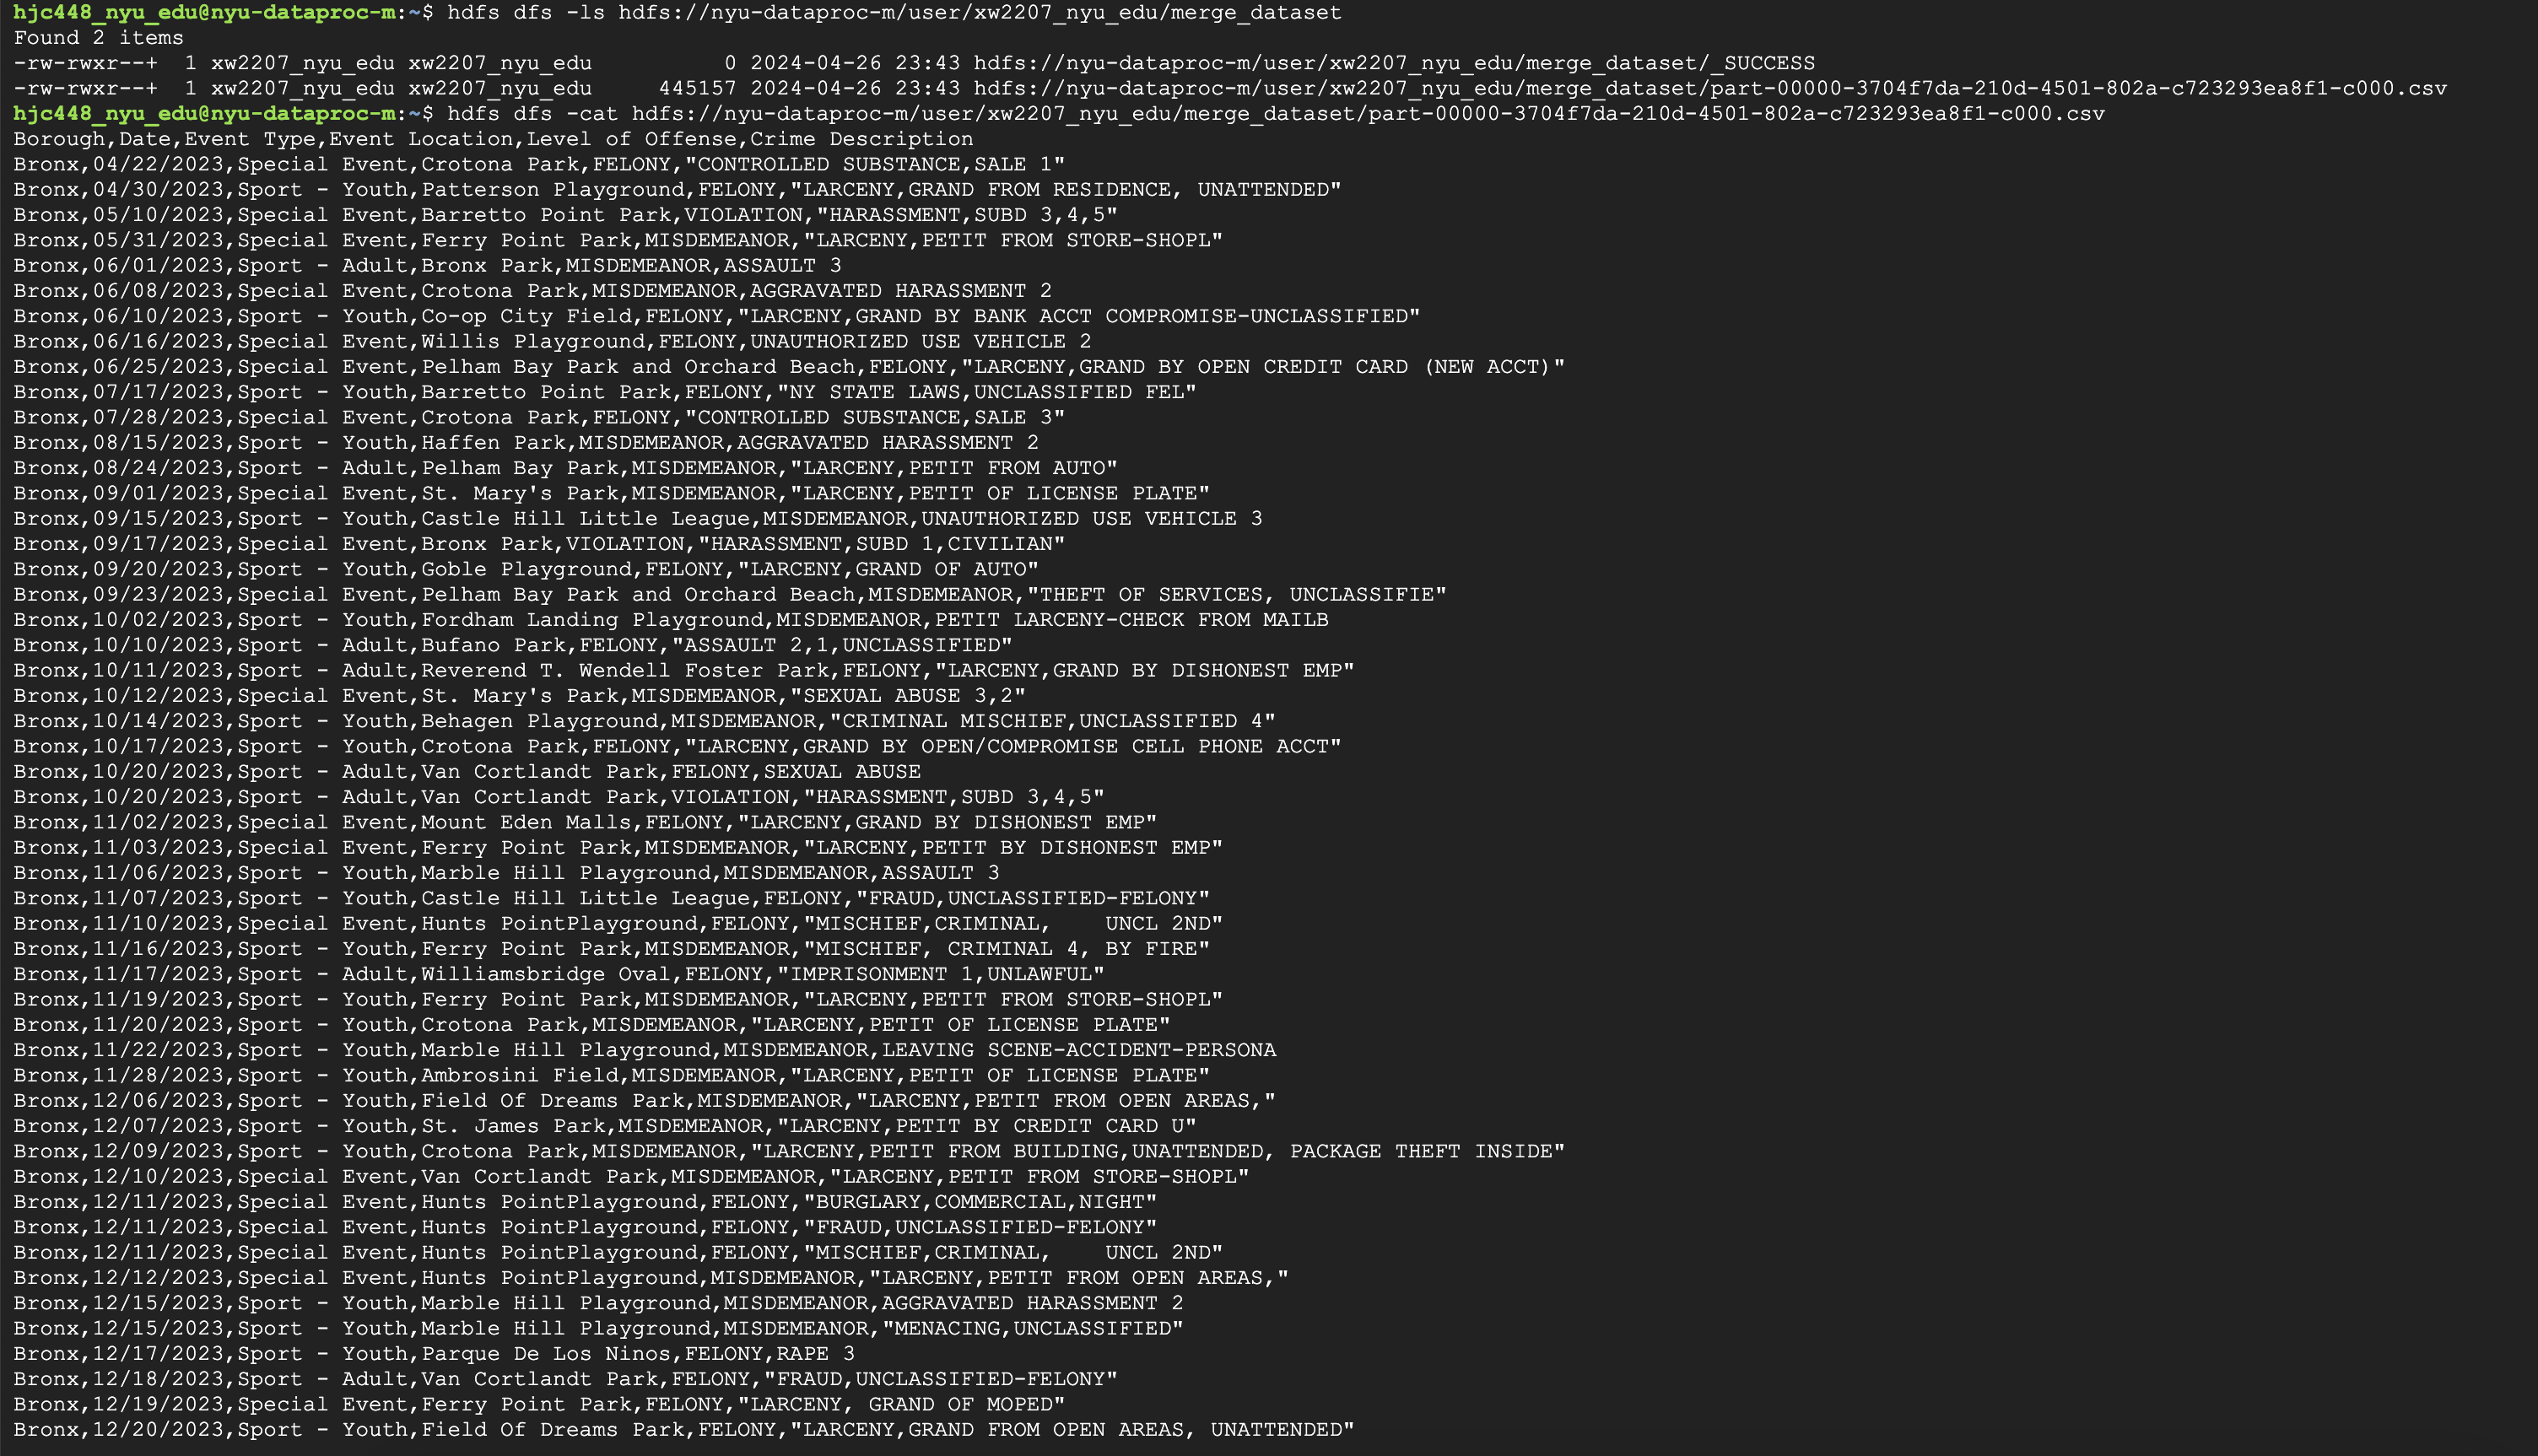 hjc448_nyu_edu@nyu-dataproc-m:~$ hdfs dfs -ls hdfs://nyu-dataproc-m/user/xw2207_nyu_edu/merge_dataset
Found 2 items
-rw-rwxr--+  1 xw2207_nyu_edu xw2207_nyu_edu          0 2024-04-26 23:43 hdfs://nyu-dataproc-m/user/xw2207_nyu_edu/merge_dataset/_SUCCESS
-rw-rwxr--+  1 xw2207_nyu_edu xw2207_nyu_edu     445157 2024-04-26 23:43 hdfs://nyu-dataproc-m/user/xw2207_nyu_edu/merge_dataset/part-00000-3704f7da-210d-4501-802a-c723293ea8f1-c000.csv
hjc448_nyu_edu@nyu-dataproc-m:~$ hdfs dfs -cat hdfs://nyu-dataproc-m/user/xw2207_nyu_edu/merge_dataset/part-00000-3704f7da-210d-4501-802a-c723293ea8f1-c000.csv
Borough,Date,Event Type,Event Location,Level of Offense,Crime Description
Bronx,04/22/2023,Special Event,Crotona Park,FELONY,"CONTROLLED SUBSTANCE,SALE 1"
Bronx,04/30/2023,Sport - Youth,Patterson Playground,FELONY,"LARCENY,GRAND FROM RESIDENCE, UNATTENDED"
Bronx,05/10/2023,Special Event,Barretto Point Park,VIOLATION,"HARASSMENT,SUBD 3,4,5"
Bronx,05/31/2023,Special Event,Ferry Point Park,MISDEMEANOR,"LARCENY,PETIT FROM STORE-SHOPL"
Bronx,06/01/2023,Sport - Adult,Bronx Park,MISDEMEANOR,ASSAULT 3
Bronx,06/08/2023,Special Event,Crotona Park,MISDEMEANOR,AGGRAVATED HARASSMENT 2
Bronx,06/10/2023,Sport - Youth,Co-op City Field,FELONY,"LARCENY,GRAND BY BANK ACCT COMPROMISE-UNCLASSIFIED"
Bronx,06/16/2023,Special Event,Willis Playground,FELONY,UNAUTHORIZED USE VEHICLE 2
Bronx,06/25/2023,Special Event,Pelham Bay Park and Orchard Beach,FELONY,"LARCENY,GRAND BY OPEN CREDIT CARD (NEW ACCT)"
Bronx,07/17/2023,Sport - Youth,Barretto Point Park,FELONY,"NY STATE LAWS,UNCLASSIFIED FEL"
Bronx,07/28/2023,Special Event,Crotona Park,FELONY,"CONTROLLED SUBSTANCE,SALE 3"
Bronx,08/15/2023,Sport - Youth,Haffen Park,MISDEMEANOR,AGGRAVATED HARASSMENT 2
Bronx,08/24/2023,Sport - Adult,Pelham Bay Park,MISDEMEANOR,"LARCENY,PETIT FROM AUTO"
Bronx,09/01/2023,Special Event,St. Mary's Park,MISDEMEANOR,"LARCENY,PETIT OF LICENSE PLATE"
Bronx,09/15/2023,Sport - Youth,Castle Hill Little League,MISDEMEANOR,UNAUTHORIZED USE VEHICLE 3
Bronx,09/17/2023,Special Event,Bronx Park,VIOLATION,"HARASSMENT,SUBD 1,CIVILIAN"
Bronx,09/20/2023,Sport - Youth,Goble Playground,FELONY,"LARCENY,GRAND OF AUTO"
Bronx,09/23/2023,Special Event,Pelham Bay Park and Orchard Beach,MISDEMEANOR,"THEFT OF SERVICES, UNCLASSIFIE"
Bronx,10/02/2023,Sport - Youth,Fordham Landing Playground,MISDEMEANOR,PETIT LARCENY-CHECK FROM MAILB
Bronx,10/10/2023,Sport - Adult,Bufano Park,FELONY,"ASSAULT 2,1,UNCLASSIFIED"
Bronx,10/11/2023,Sport - Adult,Reverend T. Wendell Foster Park,FELONY,"LARCENY,GRAND BY DISHONEST EMP"
Bronx,10/12/2023,Special Event,St. Mary's Park,MISDEMEANOR,"SEXUAL ABUSE 3,2"
Bronx,10/14/2023,Sport - Youth,Behagen Playground,MISDEMEANOR,"CRIMINAL MISCHIEF,UNCLASSIFIED 4"
Bronx,10/17/2023,Sport - Youth,Crotona Park,FELONY,"LARCENY,GRAND BY OPEN/COMPROMISE CELL PHONE ACCT"
Bronx,10/20/2023,Sport - Adult,Van Cortlandt Park,FELONY,SEXUAL ABUSE
Bronx,10/20/2023,Sport - Adult,Van Cortlandt Park,VIOLATION,"HARASSMENT,SUBD 3,4,5"
Bronx,11/02/2023,Special Event,Mount Eden Malls,FELONY,"LARCENY,GRAND BY DISHONEST EMP"
Bronx,11/03/2023,Special Event,Ferry Point Park,MISDEMEANOR,"LARCENY,PETIT BY DISHONEST EMP"
Bronx,11/06/2023,Sport - Youth,Marble Hill Playground,MISDEMEANOR,ASSAULT 3
Bronx,11/07/2023,Sport - Youth,Castle Hill Little League,FELONY,"FRAUD,UNCLASSIFIED-FELONY"
Bronx,11/10/2023,Special Event,Hunts PointPlayground,FELONY,"MISCHIEF,CRIMINAL,    UNCL 2ND"
Bronx,11/16/2023,Sport - Youth,Ferry Point Park,MISDEMEANOR,"MISCHIEF, CRIMINAL 4, BY FIRE"
Bronx,11/17/2023,Sport - Adult,Williamsbridge Oval,FELONY,"IMPRISONMENT 1,UNLAWFUL"
Bronx,11/19/2023,Sport - Youth,Ferry Point Park,MISDEMEANOR,"LARCENY,PETIT FROM STORE-SHOPL"
Bronx,11/20/2023,Sport - Youth,Crotona Park,MISDEMEANOR,"LARCENY,PETIT OF LICENSE PLATE"
Bronx,11/22/2023,Sport - Youth,Marble Hill Playground,MISDEMEANOR,LEAVING SCENE-ACCIDENT-PERSONA
Bronx,11/28/2023,Sport - Youth,Ambrosini Field,MISDEMEANOR,"LARCENY,PETIT OF LICENSE PLATE"
Bronx,12/06/2023,Sport - Youth,Field Of Dreams Park,MISDEMEANOR,"LARCENY,PETIT FROM OPEN AREAS,"
Bronx,12/07/2023,Sport - Youth,St. James Park,MISDEMEANOR,"LARCENY,PETIT BY CREDIT CARD U"
Bronx,12/09/2023,Sport - Youth,Crotona Park,MISDEMEANOR,"LARCENY,PETIT FROM BUILDING,UNATTENDED, PACKAGE THEFT INSIDE"
Bronx,12/10/2023,Special Event,Van Cortlandt Park,MISDEMEANOR,"LARCENY,PETIT FROM STORE-SHOPL"
Bronx,12/11/2023,Special Event,Hunts PointPlayground,FELONY,"BURGLARY,COMMERCIAL,NIGHT"
Bronx,12/11/2023,Special Event,Hunts PointPlayground,FELONY,"FRAUD,UNCLASSIFIED-FELONY"
Bronx,12/11/2023,Special Event,Hunts PointPlayground,FELONY,"MISCHIEF,CRIMINAL,    UNCL 2ND"
Bronx,12/12/2023,Special Event,Hunts PointPlayground,MISDEMEANOR,"LARCENY,PETIT FROM OPEN AREAS,"
Bronx,12/15/2023,Sport - Youth,Marble Hill Playground,MISDEMEANOR,AGGRAVATED HARASSMENT 2
Bronx,12/15/2023,Sport - Youth,Marble Hill Playground,MISDEMEANOR,"MENACING,UNCLASSIFIED"
Bronx,12/17/2023,Sport - Youth,Parque De Los Ninos,FELONY,RAPE 3
Bronx,12/18/2023,Sport - Adult,Van Cortlandt Park,FELONY,"FRAUD,UNCLASSIFIED-FELONY"
Bronx,12/19/2023,Special Event,Ferry Point Park,FELONY,"LARCENY, GRAND OF MOPED"
Bronx,12/20/2023,Sport - Youth,Field Of Dreams Park,FELONY,"LARCENY,GRAND FROM OPEN AREAS, UNATTENDED"